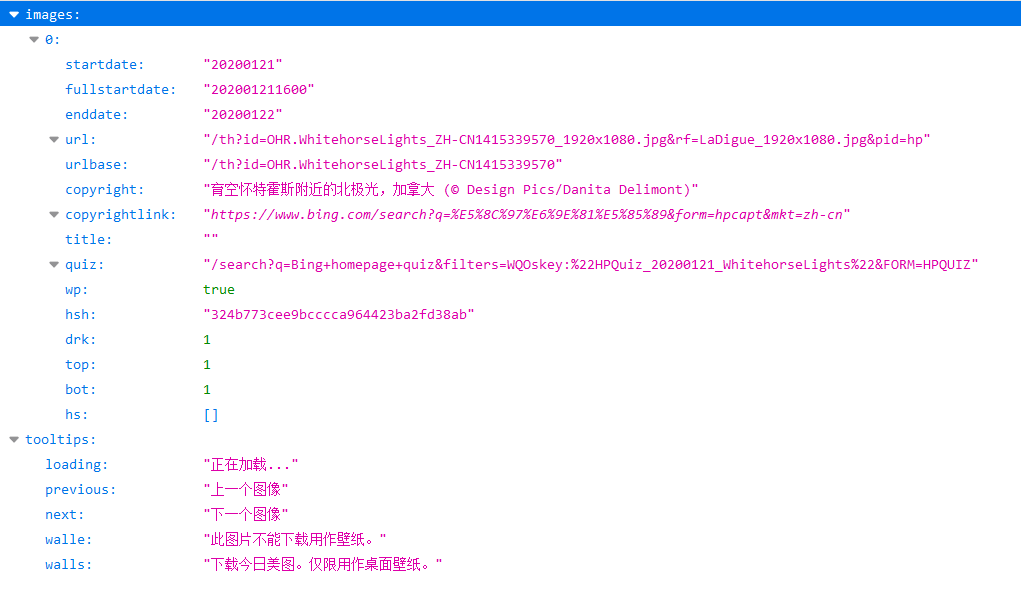 images:
0:
startdate: "20200121"
fullstartdate: "202001211600"
enddate: "20200122"
url: "/th?id=OHR.WhitehorseLights_ZH-CN1415339570_1920x1080.jpg&rf=LaDigue_1920x1080.jpg&pid=hp"
urlbase: "/th?id=OHR.WhitehorseLights_ZH-CN1415339570"
copyright: "育空怀特霍斯附近的北极光，加拿大 (© Design Pics/Danita Delimont)"
copyrightlink: "https://www.bing.com/search?q=%E5%8C%97%E6%9E%81%E5%85%89&form=hpcapt&mkt=zh-cn"
title: ""
quiz: "/search?q=Bing+homepage+quiz&filters=WQOskey:%22HPQuiz_20200121_WhitehorseLights%22&FORM=HPQUIZ"
wp: true
hsh: "324b773cee9bcccca964423ba2fd38ab"
drk: 1
top: 1
bot: 1
hs: []
tooltips:
loading: "正在加载..."
previous: "上一个图像"
next: "下一个图像"
walle: "此图片不能下载用作壁纸。"
walls: "下载今日美图。仅限用作桌面壁纸。"